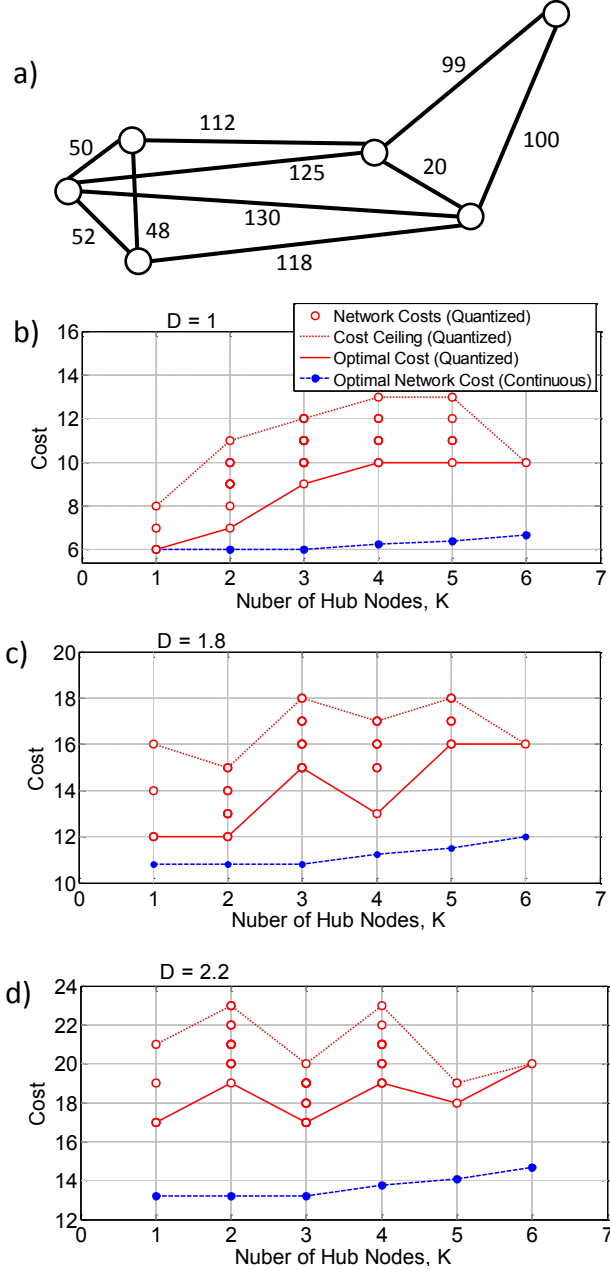 a)
99
112
50
100
20
125
130
48
52
118
b)
D = 1
Network Costs (Quantized)
Cost Ceiling (Quantized)
Optimal Cost (Quantized)
Optimal Network Cost (Continuous)
16
14
12
10
8
6
Cost
0 1 2 3 4 5 6 7
Nuber of Hub Nodes, K
c)
D = 1.8
20
18
16
14
12
10
Cost
0 1 2 3 4 5 6 7
Nuber of Hub Nodes, K
d)
D = 2.2
24
22
20
18
16
14
12
Cost
0 1 2 3 4 5 6 7
Nuber of Hub Nodes, K